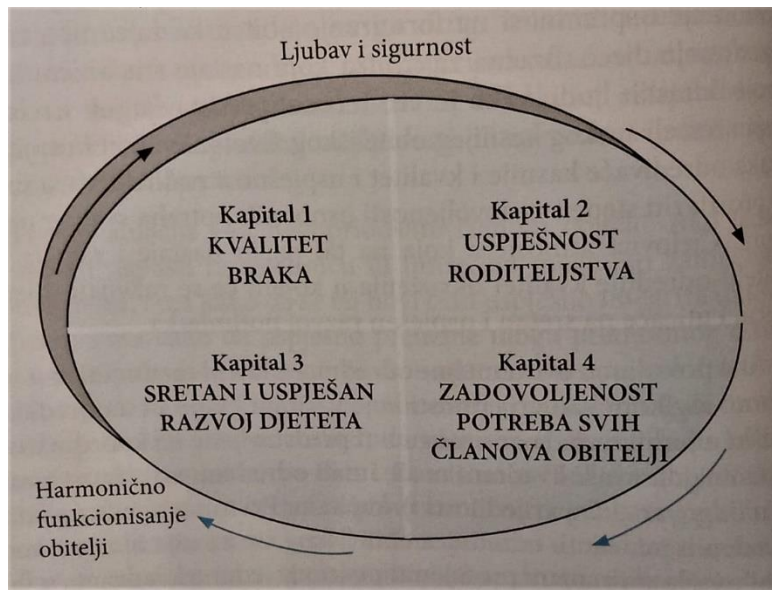 Ljubav i sigurnost
Kapital 1
KVALITET
BRAKA
Kapital 2
USPJEŠNOST
RODITELJSTVA
Kapital 3
SRETAN I USPJEŠAN
RAZVOJ DJETETA
Kapital 4
ZADOVOLJENOST
POTREBA SVIH
ČLANOVA OBITELJI
Harmonično
funkcionisanje
obitelji